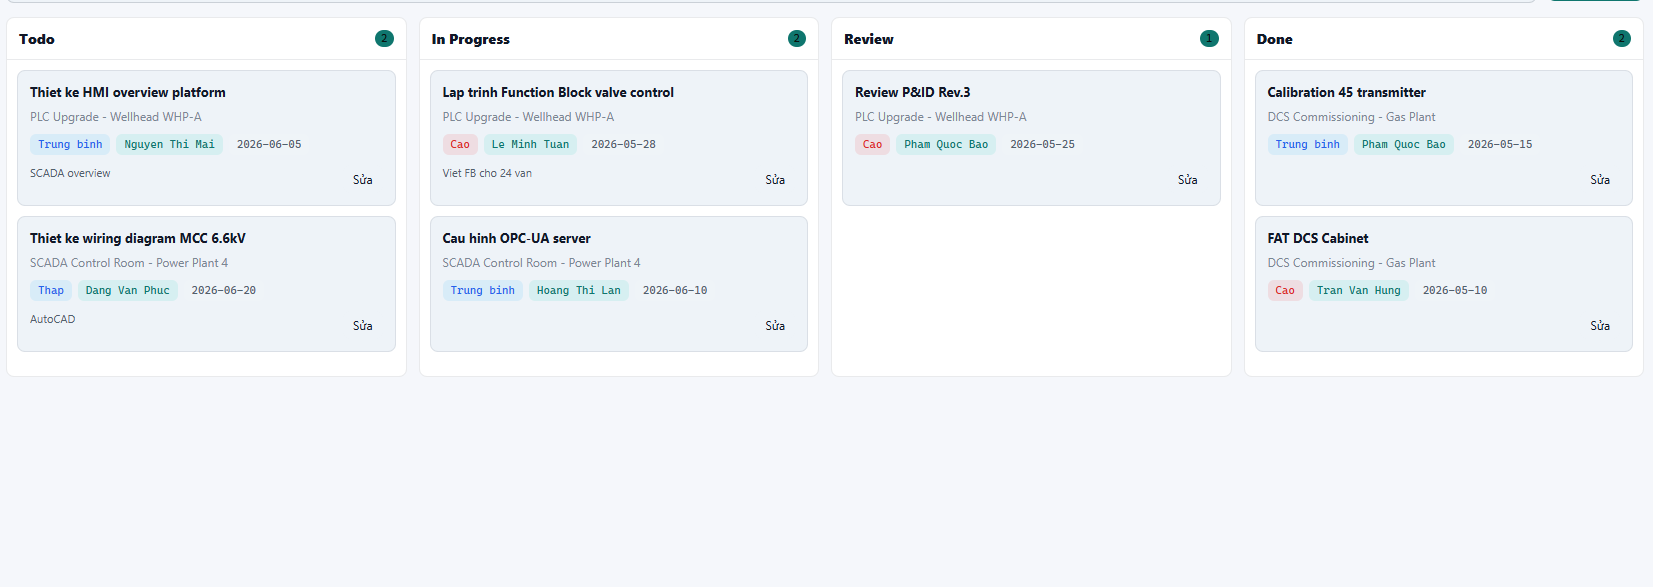 Todo 2
Thiet ke HMI overview platform
PLC Upgrade - Wellhead WHP-A
Trung binh Nguyen Thi Mai 2026-06-05
SCADA overview
Sửa
Thiet ke wiring diagram MCC 6.6kV
SCADA Control Room - Power Plant 4
Thap Dang Van Phuc 2026-06-20
AutoCAD
Sửa
In Progress 2
Lap trinh Function Block valve control
PLC Upgrade - Wellhead WHP-A
Cao Le Minh Tuan 2026-05-28
Viet FB cho 24 van
Sửa
Cau hinh OPC-UA server
SCADA Control Room - Power Plant 4
Trung binh Hoang Thi Lan 2026-06-10
Sửa
Review 1
Review P&ID Rev.3
PLC Upgrade - Wellhead WHP-A
Cao Pham Quoc Bao 2026-05-25
Sửa
Done 2
Calibration 45 transmitter
DCS Commissioning - Gas Plant
Trung binh Pham Quoc Bao 2026-05-15
Sửa
FAT DCS Cabinet
DCS Commissioning - Gas Plant
Cao Tran Van Hung 2026-05-10
Sửa